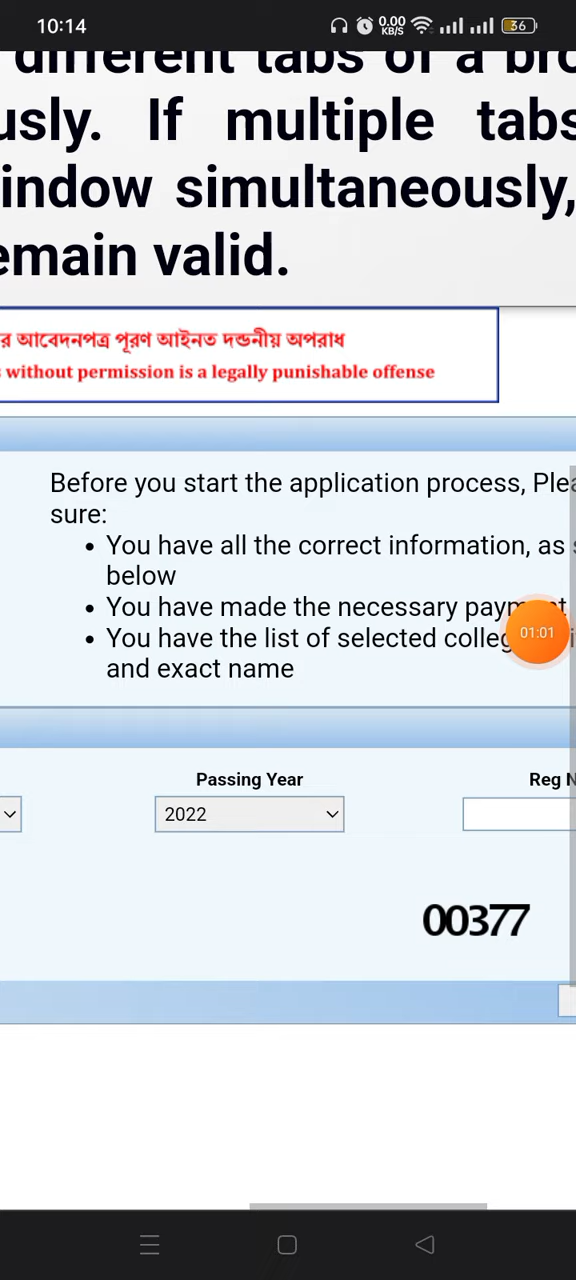 10:14
0.00
KB/S
36
different tabs of a bro
usly. If multiple tabs
indow simultaneously,
emain valid.
র আবেদনপত্র পূরণ আইনত দন্ডনীয় অপরাধ
without permission is a legally punishable offense
Before you start the application process, Plea
sure:
• You have all the correct information, as s
below
• You have made the necessary payment
• You have the list of selected colleg
and exact name
01:01
Passing Year
Reg N
2022
00377